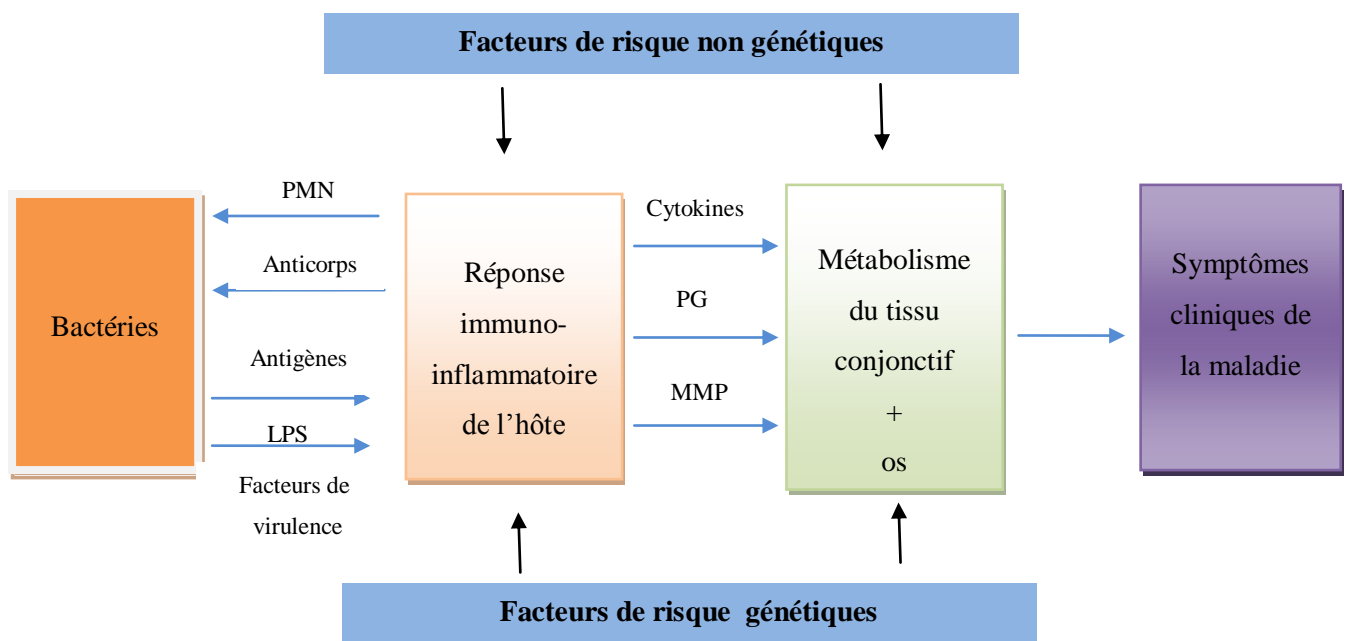 Facteurs de risque non génétiques
Bactéries
PMN
Anticorps
Antigènes
LPS
Facteurs de
virulence
Réponse
immuno-
inflammatoire
de l’hôte
Cytokines
PG
MMP
Métabolisme
du tissu
conjonctif
+
os
Symptômes
cliniques de
la maladie
Facteurs de risque génétiques